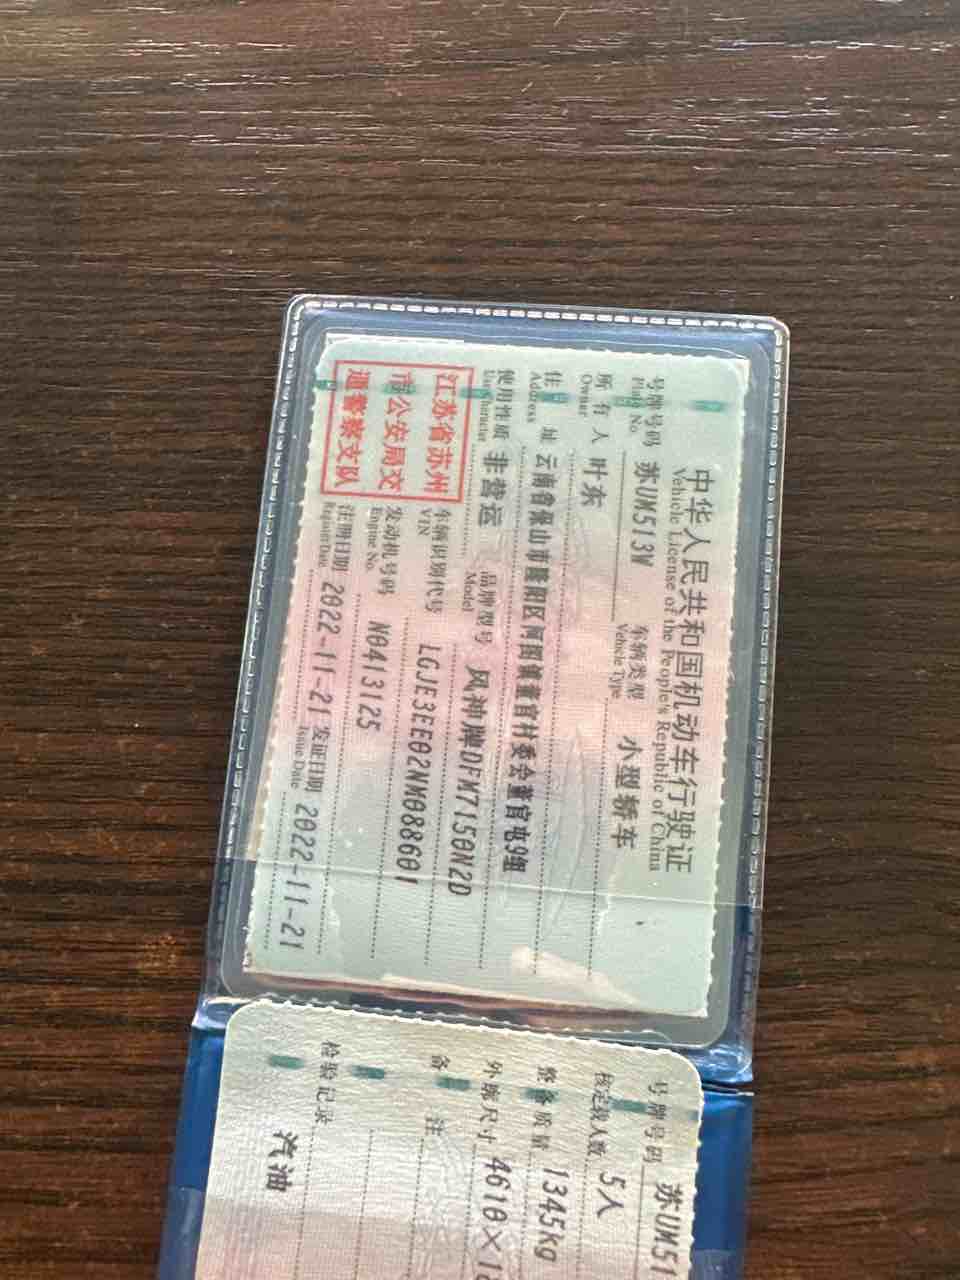 中华人民共和国机动车行驶证
Vehicle License of the People's Republic of China
号牌号码 苏UM513W 车辆类型 小型轿车
Plate No. Vehicle Type
所有人 叶东
Owner
住址 云南省保山市隆阳区河图镇董官村委会董官屯9组
Address
使用性质 非营运 品牌型号 风神牌DFM7150N2D
Use Character Model
江苏省苏州
市公安局交
通警察支队
车辆识别代号 LGJE3EE02NM088601
VIN
发动机号码 N0413125
Engine No.
注册日期 2022-11-21 发证日期 2022-11-21
Register Date Issue Date
号牌号码 苏UM51
核定载人数 5人
整备质量 1345kg
外廓尺寸 4610×18
备注
检验记录 汽油